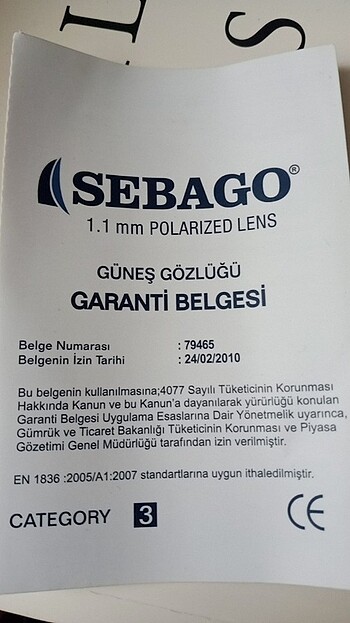 SEBAGO®
1.1 mm POLARIZED LENS
GÜNEŞ GÖZLÜĞÜ
GARANTİ BELGESİ
Belge Numarası : 79465
Belgenin İzin Tarihi : 24/02/2010
Bu belgenin kullanılmasına;4077 Sayılı Tüketicinin Korunması
Hakkında Kanun ve bu Kanun'a dayanılarak yürürlüğü konulan
Garanti Belgesi Uygulama Esaslarına Dair Yönetmelik uyarınca,
Gümrük ve Ticaret Bakanlığı Tüketicinin Korunması ve Piyasa
Gözetimi Genel Müdürlüğü tarafından izin verilmiştir.
EN 1836 :2005/A1:2007 standartlarına uygun ithaledilmiştir.
CATEGORY 3 CE